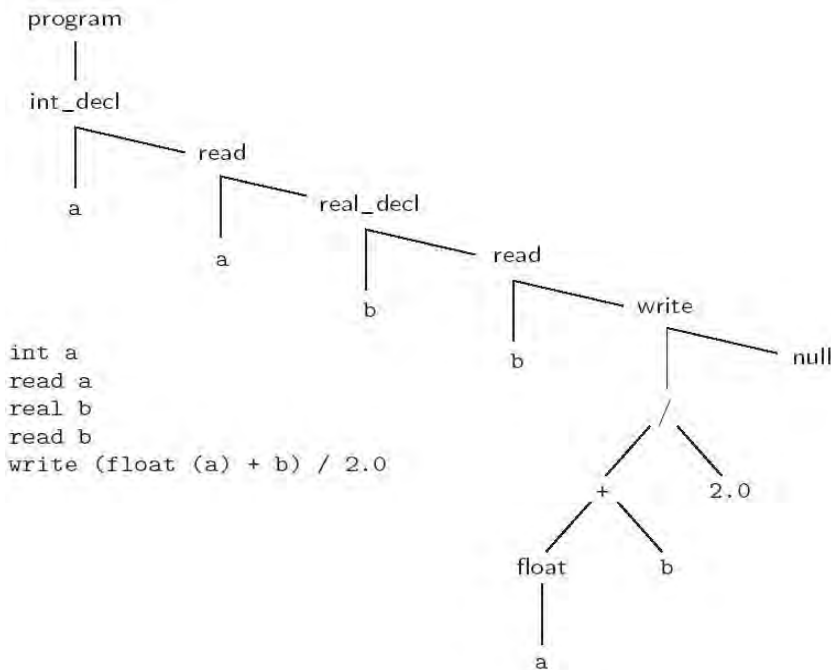 program
int_decl
read
a
real_decl
a
read
b
write
int a
null
read a
b
real b
read b
/
write (float (a) + b) / 2.0
+
2.0
float
b
a